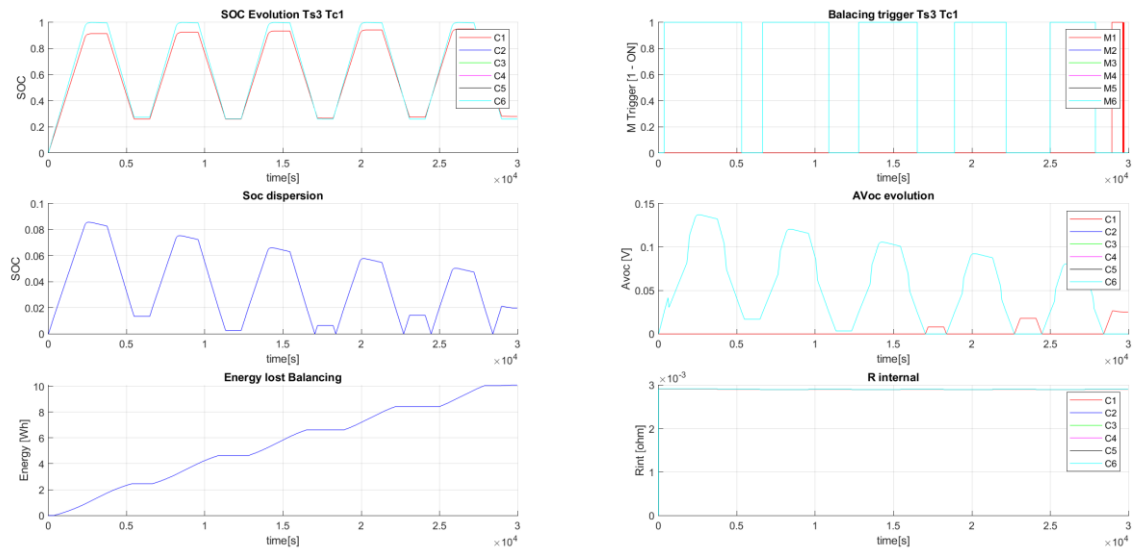 SOC Evolution Ts3 Tc1
SOC
1
0.8
0.6
0.4
0.2
0
0 0.5 1 1.5 2 2.5 3
time[s]
×10⁴
C1
C2
C3
C4
C5
C6
Balacing trigger Ts3 Tc1
M Trigger [1 - ON]
1
0.8
0.6
0.4
0.2
0
0 0.5 1 1.5 2 2.5 3
time[s]
×10⁴
M1
M2
M3
M4
M5
M6
Soc dispersion
SOC
0.1
0.08
0.06
0.04
0.02
0
0 0.5 1 1.5 2 2.5 3
time[s]
×10⁴
AVoc evolution
Avoc [V]
0.15
0.1
0.05
0
0 0.5 1 1.5 2 2.5 3
time[s]
×10⁴
C1
C2
C3
C4
C5
C6
Energy lost Balancing
Energy [Wh]
10
8
6
4
2
0
0 0.5 1 1.5 2 2.5 3
time[s]
×10⁴
R internal
×10⁻³
Rint [ohm]
3
2
1
0
0 0.5 1 1.5 2 2.5 3
time[s]
×10⁴
C1
C2
C3
C4
C5
C6